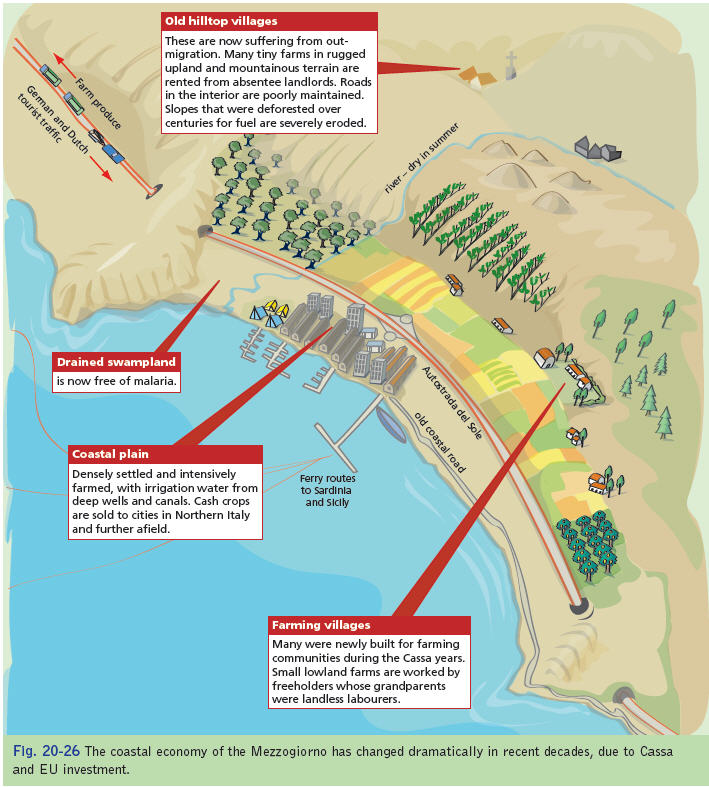 Old hilltop villages
These are now suffering from out-
migration. Many tiny farms in rugged
upland and mountainous terrain are
rented from absentee landlords. Roads
in the interior are poorly maintained.
Slopes that were deforested over
centuries for fuel are severely eroded.
Farm produce
German and Dutch
tourist traffic
river – dry in summer
Drained swampland
is now free of malaria.
Coastal plain
Densely settled and intensively
farmed, with irrigation water from
deep wells and canals. Cash crops
are sold to cities in Northern Italy
and further afield.
Autostrada del Sole
old coastal road
Ferry routes
to Sardinia
and Sicily
Farming villages
Many were newly built for farming
communities during the Cassa years.
Small lowland farms are worked by
freeholders whose grandparents
were landless labourers.
Fig. 20-26 The coastal economy of the Mezzogiorno has changed dramatically in recent decades, due to Cassa
and EU investment.